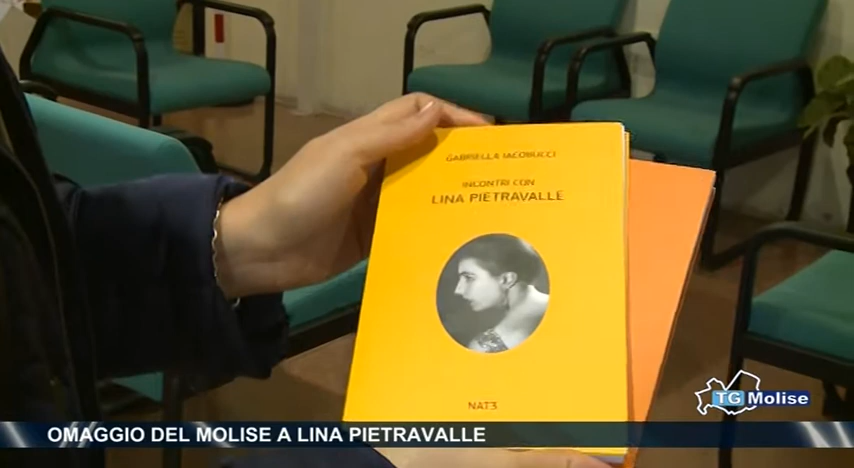 GABRIELLA IACOBUCCI
INCONTRI CON
LINA PIETRAVALLE
NAT3
TG Molise
OMAGGIO DEL MOLISE A LINA PIETRAVALLE